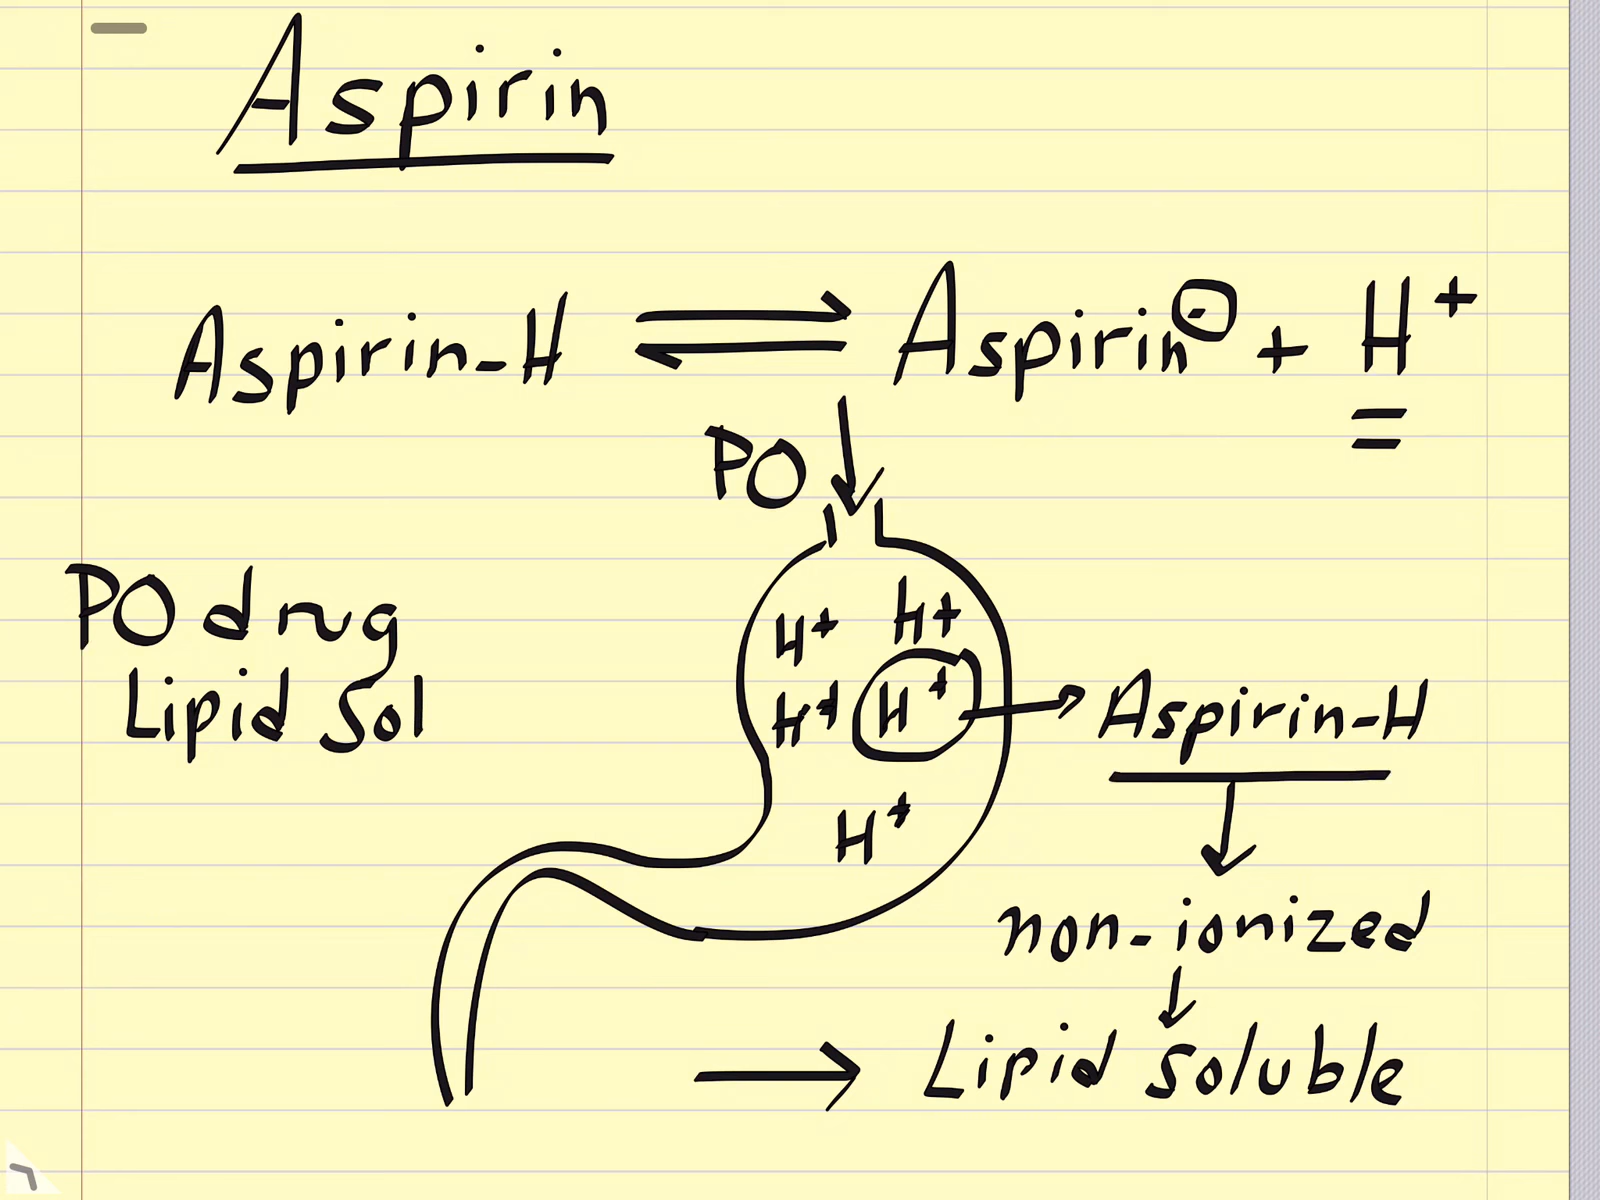 Aspirin
Aspirin-H ⇌ Aspirin⊖ + H⁺
PO
PO drug
Lipid Sol
H⁺ H+
H⁺ H⁺ → Aspirin-H
H⁺
non-ionized
→ Lipid Soluble